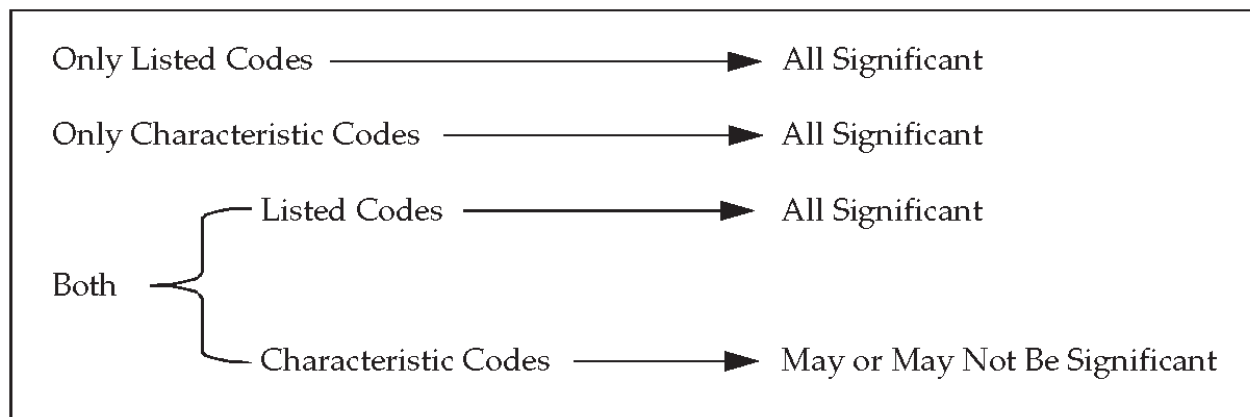 Only Listed Codes All Significant
Only Characteristic Codes All Significant
Listed Codes All Significant
Both
Characteristic Codes May or May Not Be Significant